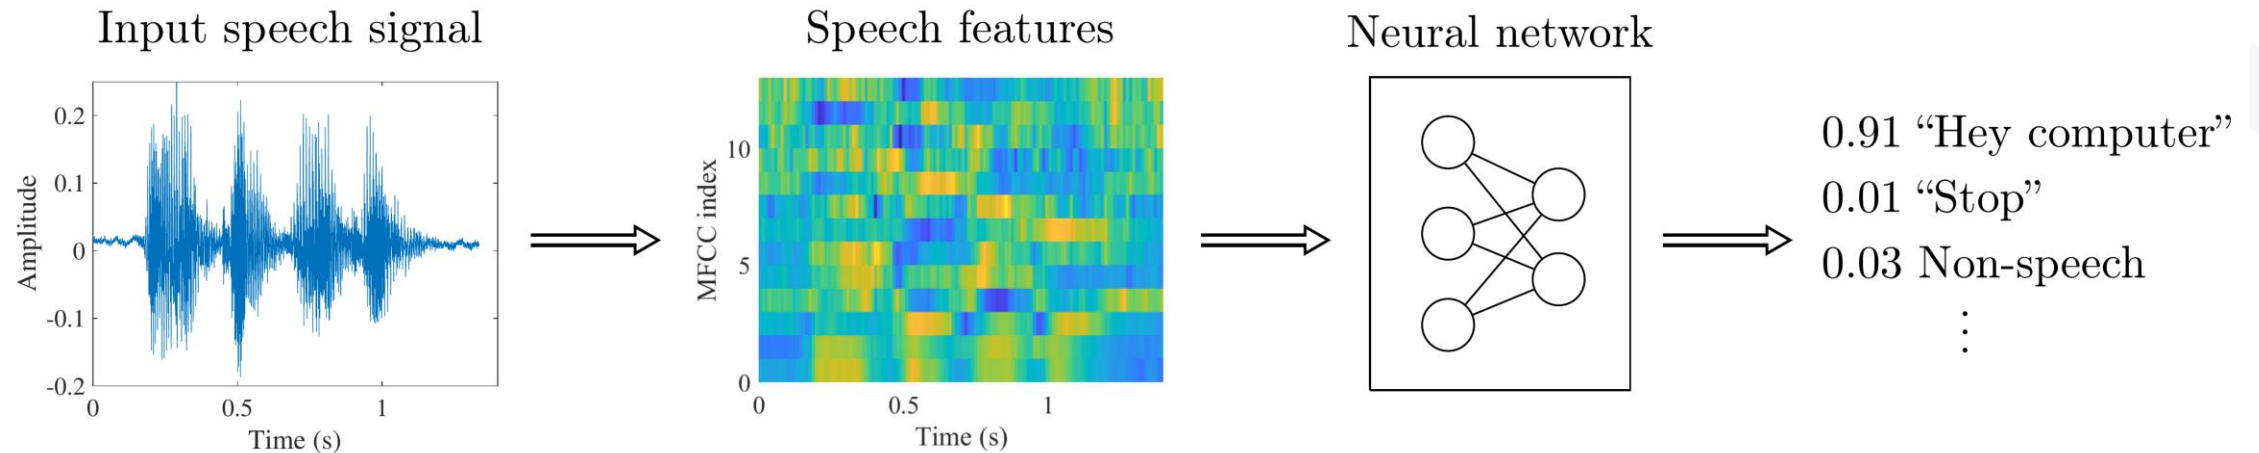 Input speech signal
Amplitude
0.2
0.1
0
-0.1
-0.2
0 0.5 1
Time (s)
Speech features
MFCC index
10
5
0
0 0.5 1
Time (s)
Neural network
0.91 “Hey computer”
0.01 “Stop”
0.03 Non-speech
⋮